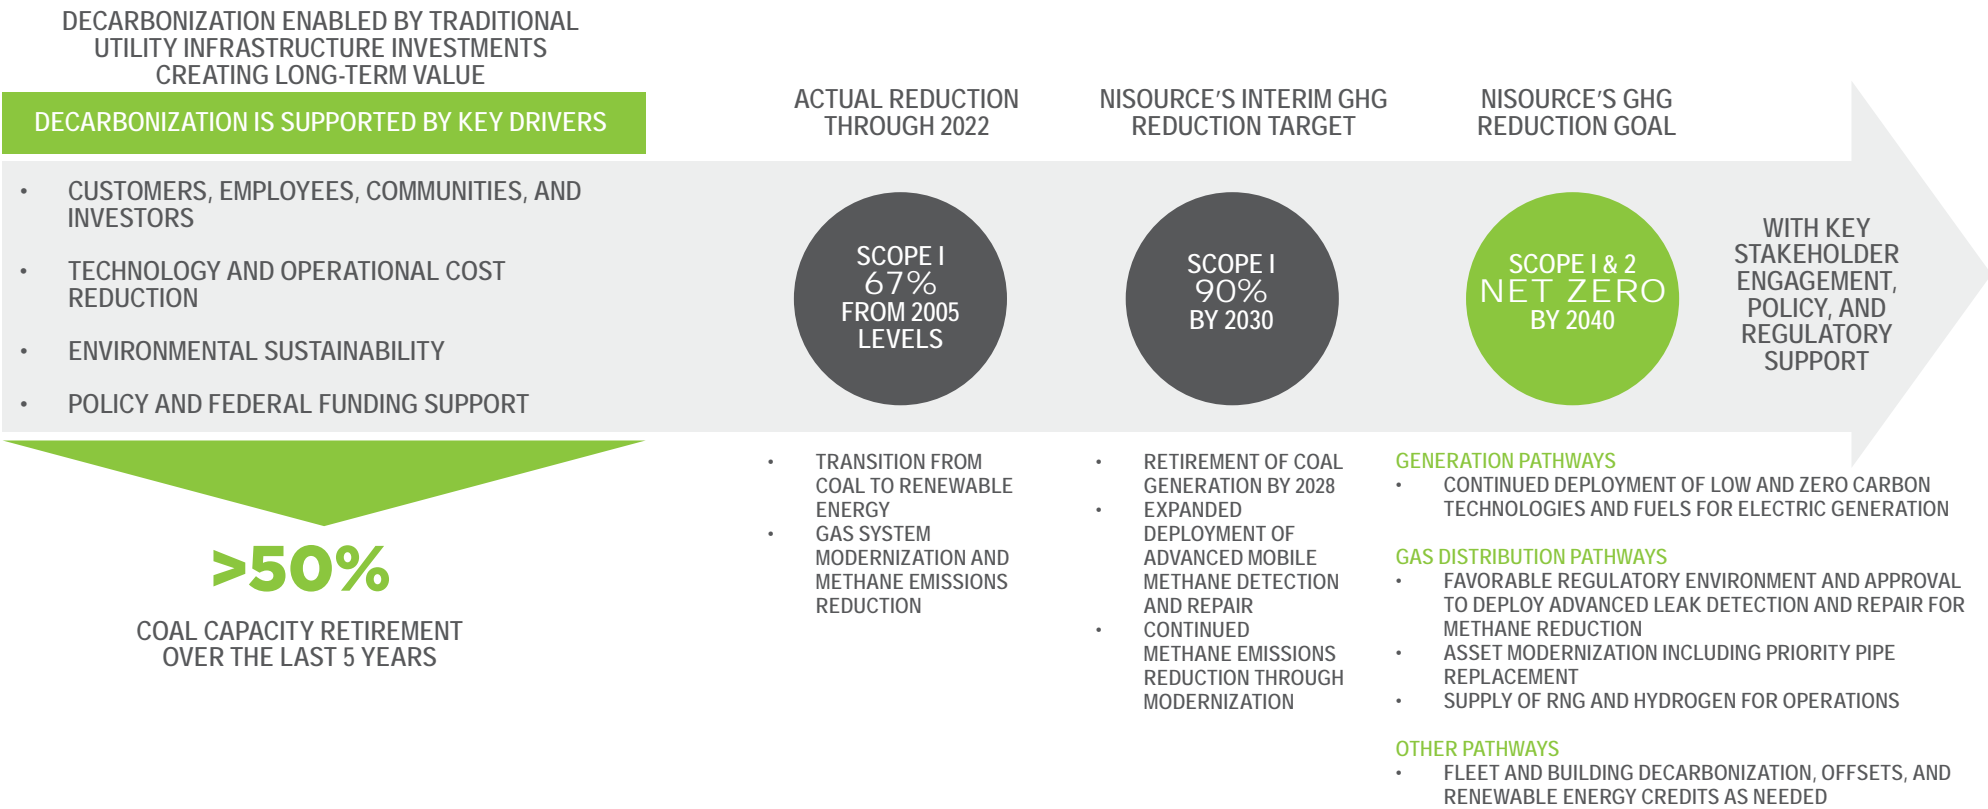 DECARBONIZATION ENABLED BY TRADITIONAL
UTILITY INFRASTRUCTURE INVESTMENTS
CREATING LONG-TERM VALUE
DECARBONIZATION IS SUPPORTED BY KEY DRIVERS
• CUSTOMERS, EMPLOYEES, COMMUNITIES, AND
INVESTORS
• TECHNOLOGY AND OPERATIONAL COST
REDUCTION
• ENVIRONMENTAL SUSTAINABILITY
• POLICY AND FEDERAL FUNDING SUPPORT
>50%
COAL CAPACITY RETIREMENT
OVER THE LAST 5 YEARS
ACTUAL REDUCTION
THROUGH 2022
SCOPE I
67%
FROM 2005
LEVELS
• TRANSITION FROM
COAL TO RENEWABLE
ENERGY
• GAS SYSTEM
MODERNIZATION AND
METHANE EMISSIONS
REDUCTION
NISOURCE'S INTERIM GHG
REDUCTION TARGET
SCOPE I
90%
BY 2030
• RETIREMENT OF COAL
GENERATION BY 2028
• EXPANDED
DEPLOYMENT OF
ADVANCED MOBILE
METHANE DETECTION
AND REPAIR
• CONTINUED
METHANE EMISSIONS
REDUCTION THROUGH
MODERNIZATION
NISOURCE'S GHG
REDUCTION GOAL
SCOPE I & 2
NET ZERO
BY 2040
GENERATION PATHWAYS
• CONTINUED DEPLOYMENT OF LOW AND ZERO CARBON
TECHNOLOGIES AND FUELS FOR ELECTRIC GENERATION
GAS DISTRIBUTION PATHWAYS
• FAVORABLE REGULATORY ENVIRONMENT AND APPROVAL
TO DEPLOY ADVANCED LEAK DETECTION AND REPAIR FOR
METHANE REDUCTION
• ASSET MODERNIZATION INCLUDING PRIORITY PIPE
REPLACEMENT
• SUPPLY OF RNG AND HYDROGEN FOR OPERATIONS
OTHER PATHWAYS
• FLEET AND BUILDING DECARBONIZATION, OFFSETS, AND
RENEWABLE ENERGY CREDITS AS NEEDED
WITH KEY
STAKEHOLDER
ENGAGEMENT,
POLICY, AND
REGULATORY
SUPPORT